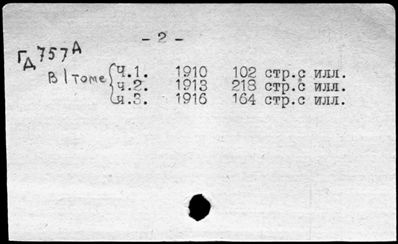 - 2 -
ГД 757А
В 1 томе
Ч.1. 1910 102 стр.с илл.
ч.2. 1913 218 стр.с илл.
ч.3. 1916 164 стр.с илл.